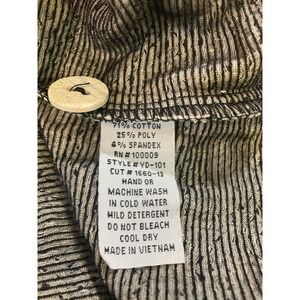 71% COTTON
25% POLY
4% SPANDEX
RN# 100009
STYLE# YD-101
CUT# 1660-13
HAND OR
MACHINE WASH
IN COLD WATER
MILD DETERGENT
DO NOT BLEACH
COOL DRY
MADE IN VIETNAM